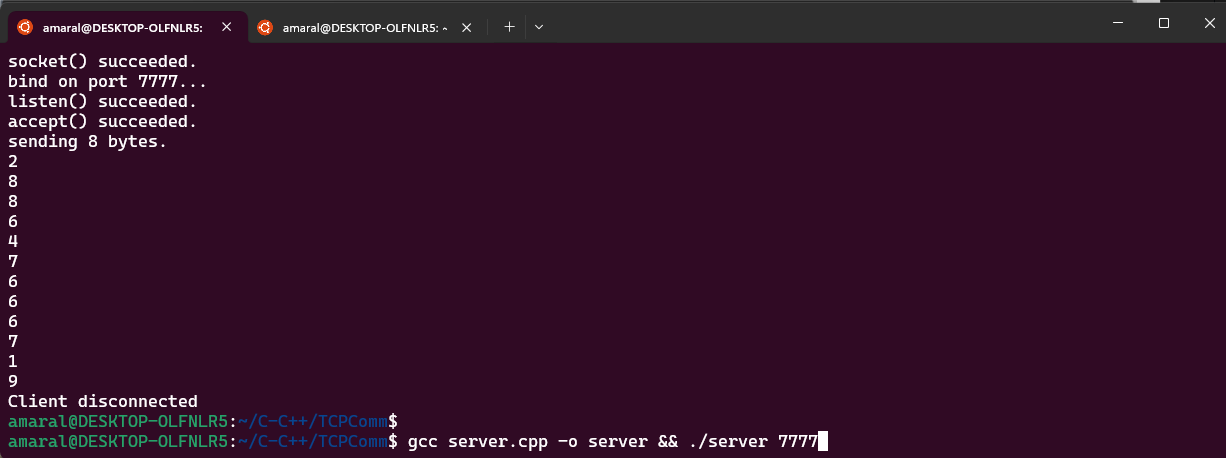 amaral@DESKTOP-OLFNLR5:
amaral@DESKTOP-OLFNLR5: ~
socket() succeeded.
bind on port 7777...
listen() succeeded.
accept() succeeded.
sending 8 bytes.
2
8
8
6
4
7
6
6
6
7
1
9
Client disconnected
amaral@DESKTOP-OLFNLR5:~/C-C++/TCPComm$
amaral@DESKTOP-OLFNLR5:~/C-C++/TCPComm$ gcc server.cpp -o server && ./server 7777